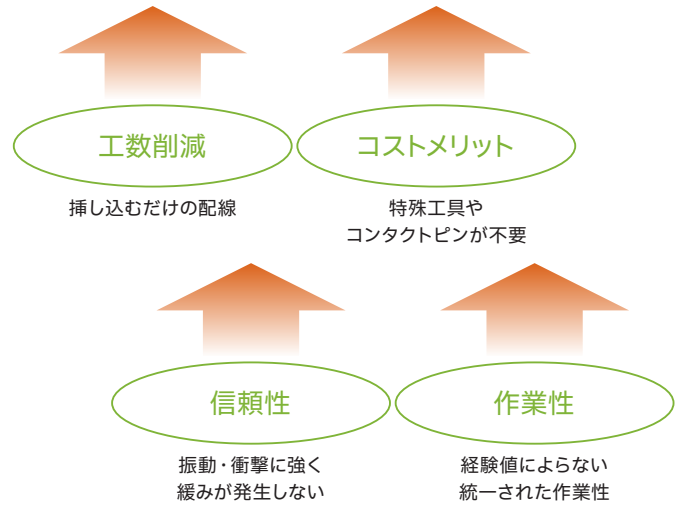 工数削減
コストメリット
挿し込むだけの配線
特殊工具や
コンタクトピンが不要
信頼性
作業性
振動・衝撃に強く
緩みが発生しない
経験値によらない
統一された作業性